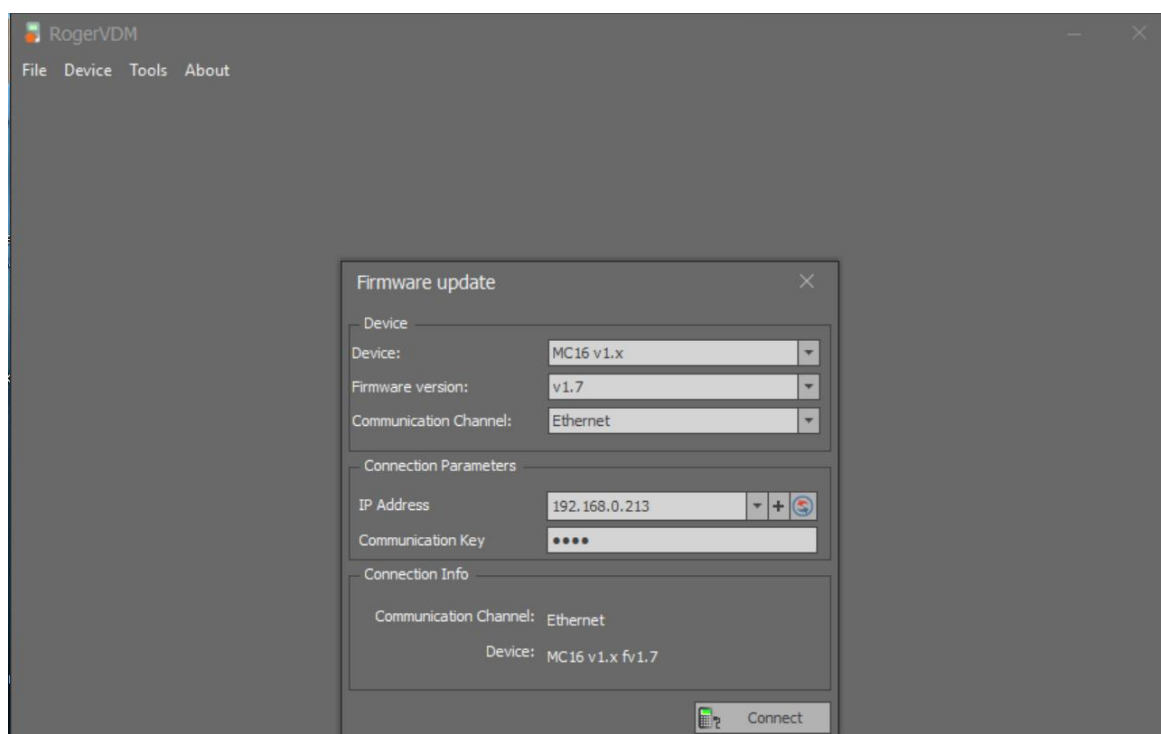 RogerVDM
File Device Tools About
Firmware update
Device
Device: MC16 v1.x
Firmware version: v1.7
Communication Channel: Ethernet
Connection Parameters
IP Address 192.168.0.213 +
Communication Key ●●●●
Connection Info
Communication Channel: Ethernet
Device: MC16 v1.x fv1.7
Connect